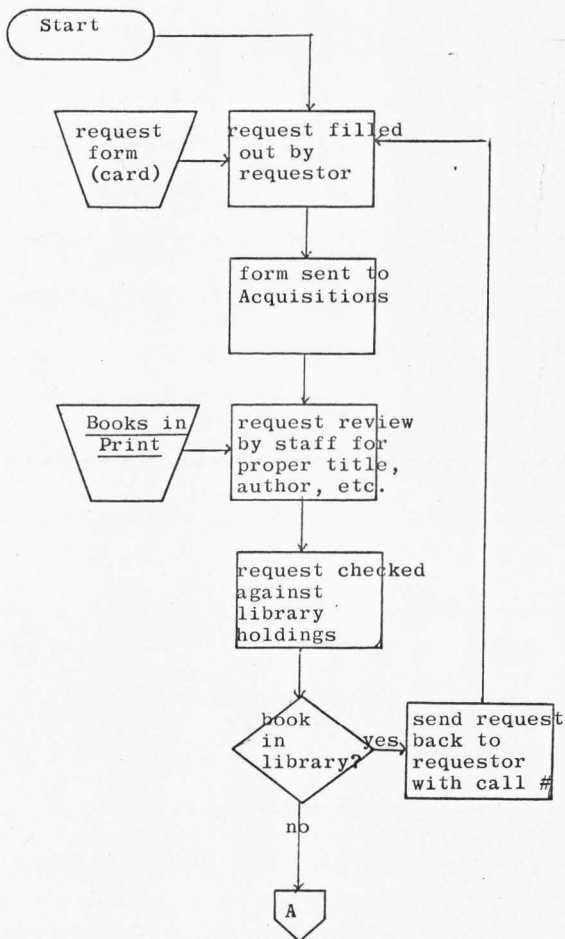 Start
request
form
(card)
request filled
out by
requestor
form sent to
Acquisitions
Books in
Print
request review
by staff for
proper title,
author, etc.
request checked
against
library
holdings
book
in
library?
yes
send request
back to
requestor
with call #
no
A